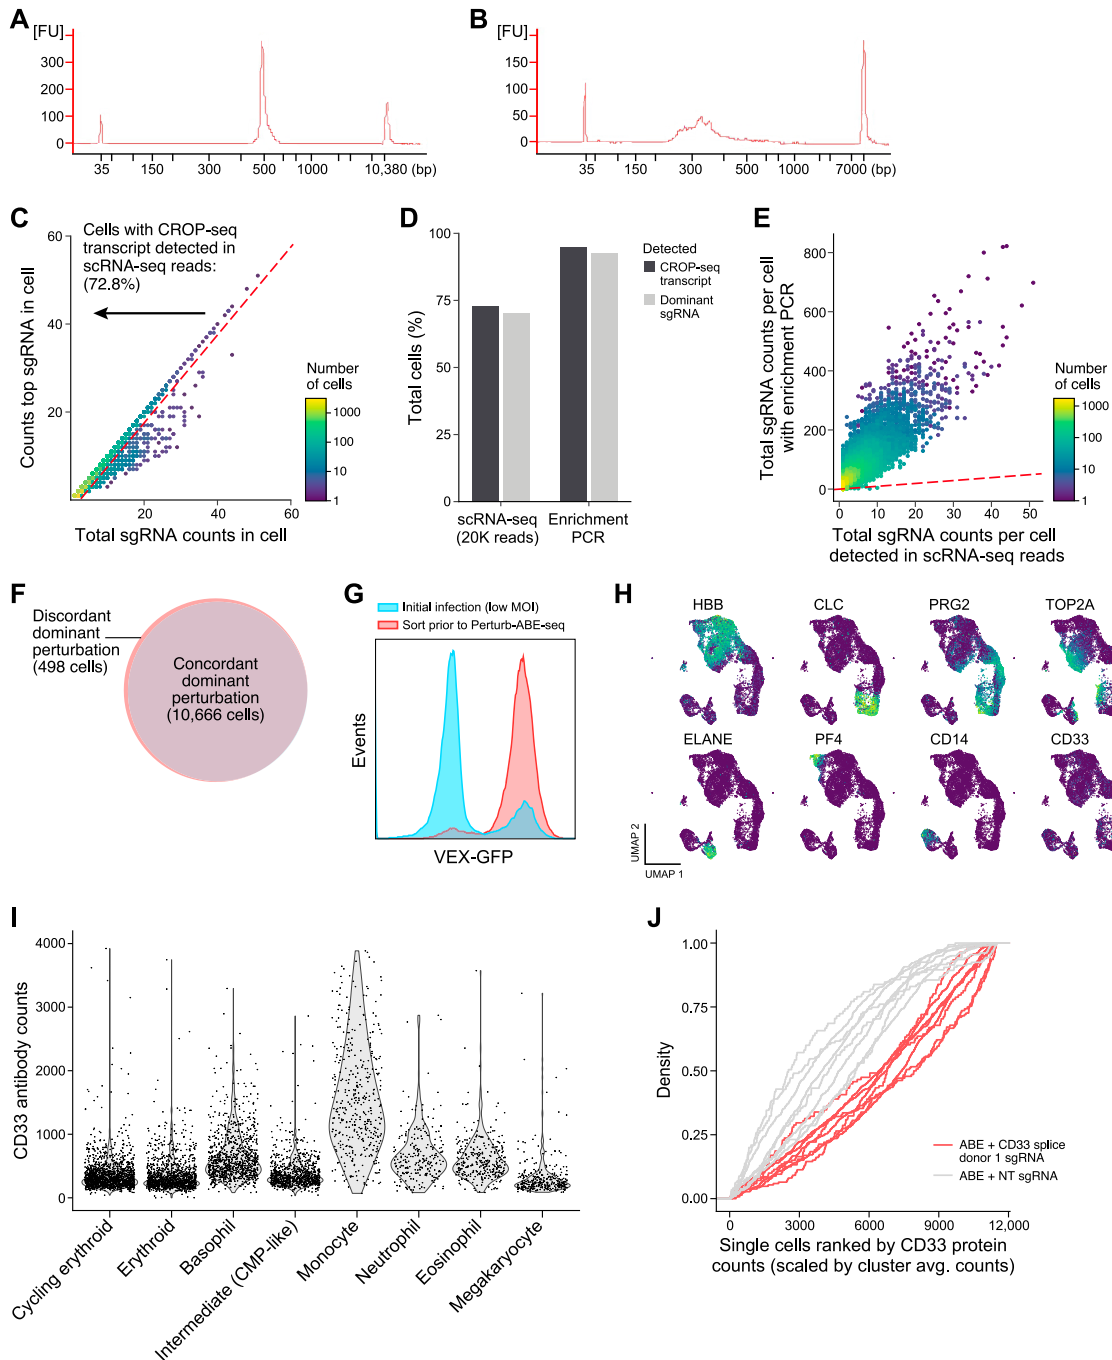 A
[FU]
300
200
100
0
35
150
300
500
1000
10,380 (bp)
B
[FU]
150
100
50
0
35
150
300
500
1000
7000 (bp)
C
Cells with CROP-seq
transcript detected in
scRNA-seq reads:
(72.8%)
60
40
20
20
40
60
Counts top sgRNA in cell
Total sgRNA counts in cell
Number
of cells
1000
100
10
1
D
100
75
50
25
0
Total cells (%)
scRNA-seq
(20K reads)
Enrichment
PCR
Detected
CROP-seq
transcript
Dominant
sgRNA
E
800
600
400
200
0
0
10
20
30
40
50
Total sgRNA counts per cell
with enrichment PCR
Total sgRNA counts per cell
detected in scRNA-seq reads
Number
of cells
1000
100
10
1
F
Discordant
dominant
perturbation
(498 cells)
Concordant
dominant
perturbation
(10,666 cells)
G
Initial infection (low MOI)
Sort prior to Perturb-ABE-seq
Events
VEX-GFP
H
HBB
CLC
PRG2
TOP2A
ELANE
PF4
CD14
CD33
UMAP 2
UMAP 1
I
4000
3000
2000
1000
0
CD33 antibody counts
Cycling erythroid
Erythroid
Basophil
Intermediate (CMP-like)
Monocyte
Neutrophil
Eosinophil
Megakaryocyte
J
1.00
0.75
0.50
0.25
0.00
Density
ABE + CD33 splice
donor 1 sgRNA
ABE + NT sgRNA
0
3000
6000
9000
12,000
Single cells ranked by CD33 protein
counts (scaled by cluster avg. counts)